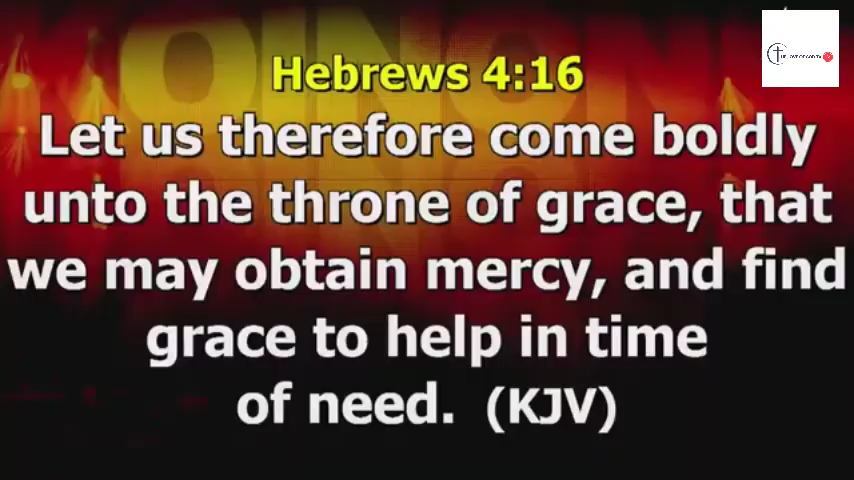 Hebrews 4:16
Let us therefore come boldly
unto the throne of grace, that
we may obtain mercy, and find
grace to help in time
of need. (KJV)